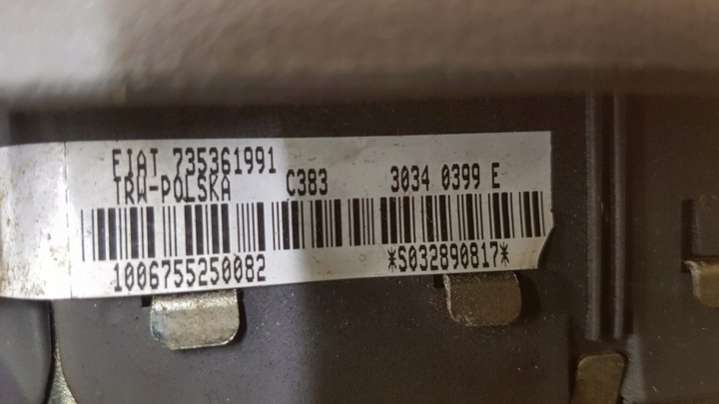 FIAT 735361991
TRW-POLSKA C383 3034 0399 E
1006755250082 *S032890817*